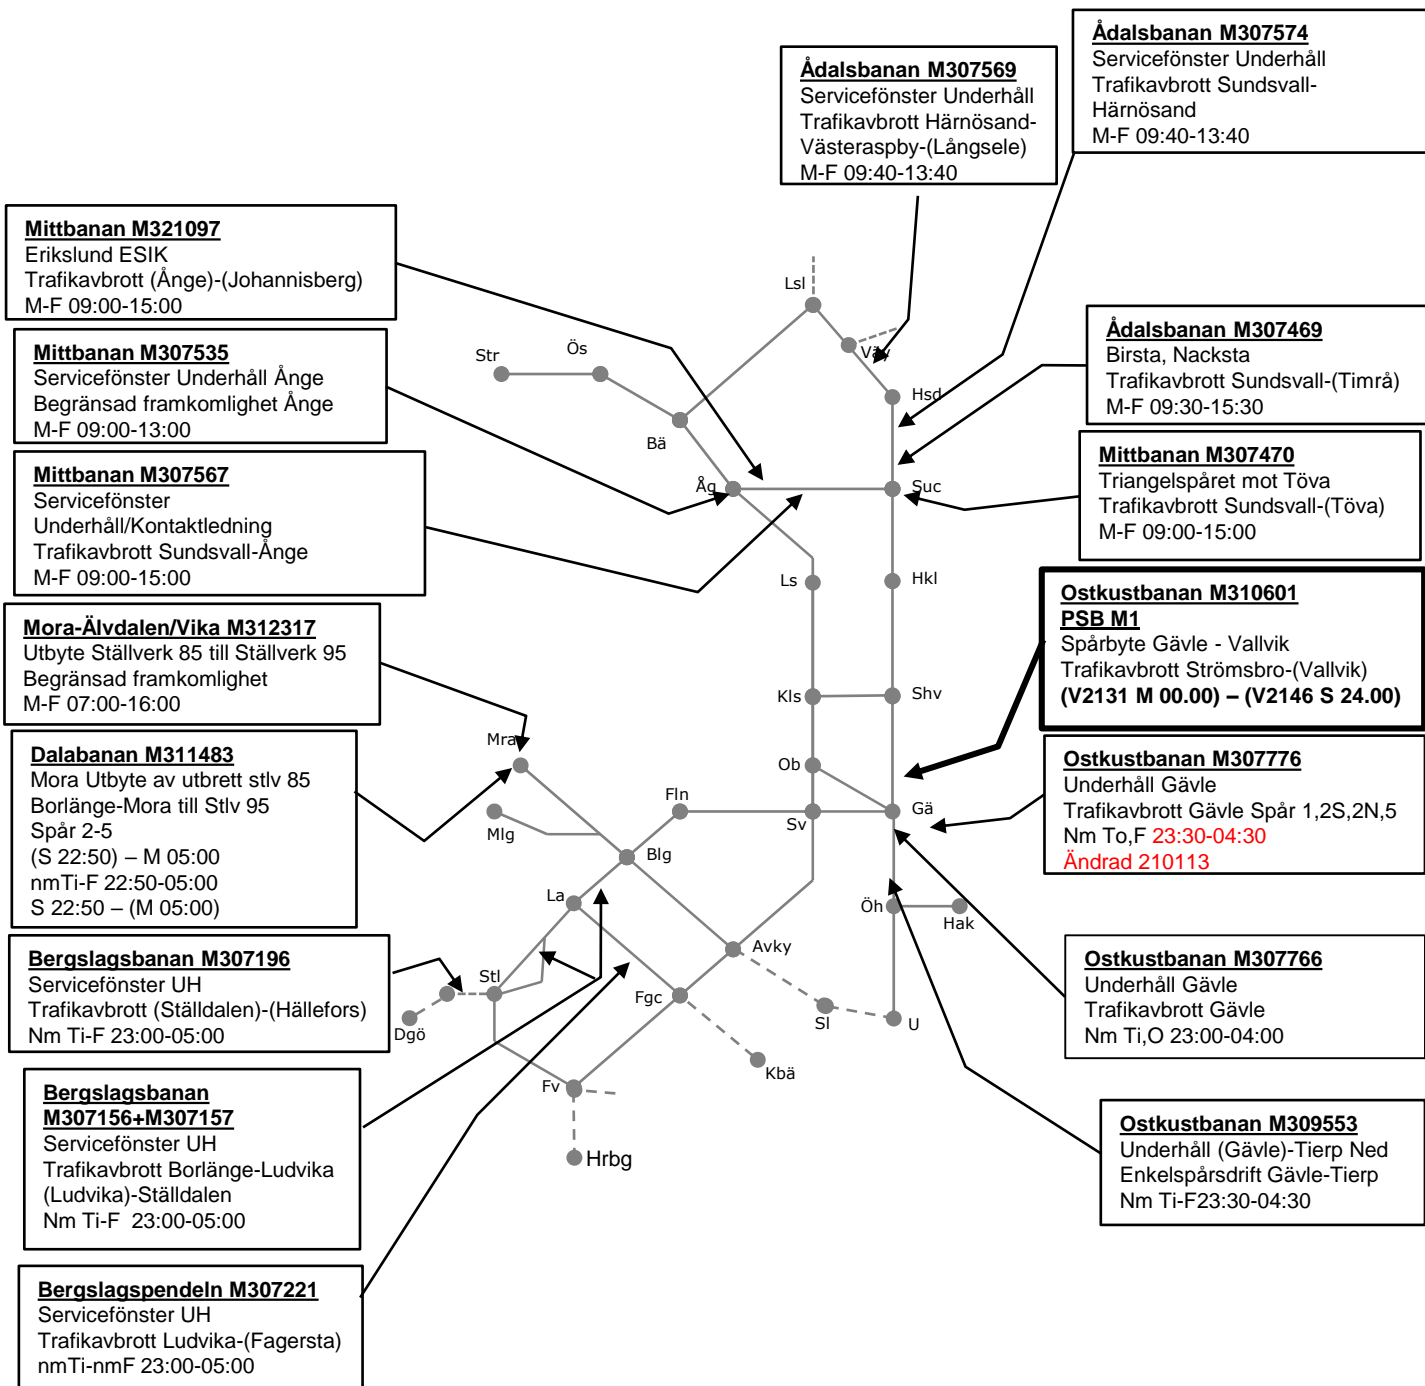 Ådalsbanan M307574
Servicefönster Underhåll
Trafikavbrott Sundsvall-
Härnösand
M-F 09:40-13:40
Ådalsbanan M307569
Servicefönster Underhåll
Trafikavbrott Härnösand-
Västeraspby-(Långsele)
M-F 09:40-13:40
Mittbanan M321097
Erikslund ESIK
Trafikavbrott (Ånge)-(Johannisberg)
M-F 09:00-15:00
Mittbanan M307535
Servicefönster Underhåll Ånge
Begränsad framkomlighet Ånge
M-F 09:00-13:00
Mittbanan M307567
Servicefönster
Underhåll/Kontaktledning
Trafikavbrott Sundsvall-Ånge
M-F 09:00-15:00
Mora-Älvdalen/Vika M312317
Utbyte Ställverk 85 till Ställverk 95
Begränsad framkomlighet
M-F 07:00-16:00
Dalabanan M311483
Mora Utbyte av utbrett stlv 85
Borlänge-Mora till Stlv 95
Spår 2-5
(S 22:50) – M 05:00
nmTi-F 22:50-05:00
S 22:50 – (M 05:00)
Bergslagsbanan M307196
Servicefönster UH
Trafikavbrott (Ställdalen)-(Hällefors)
Nm Ti-F 23:00-05:00
Bergslagsbanan
M307156+M307157
Servicefönster UH
Trafikavbrott Borlänge-Ludvika
(Ludvika)-Ställdalen
Nm Ti-F 23:00-05:00
Bergslagspendeln M307221
Servicefönster UH
Trafikavbrott Ludvika-(Fagersta)
nmTi-nmF 23:00-05:00
Lsl
Väy
Str
Ös
Hsd
Bä
Åg
Suc
Ls
Hkl
Kls
Shv
Mra
Ob
Fln
Sv
Gä
Mlg
Blg
La
Öh
Hak
Avky
Stl
Fgc
Dgö
Sl
U
Kbä
Fv
Hrbg
Ådalsbanan M307469
Birsta, Nacksta
Trafikavbrott Sundsvall-(Timrå)
M-F 09:30-15:30
Mittbanan M307470
Triangelspåret mot Töva
Trafikavbrott Sundsvall-(Töva)
M-F 09:00-15:00
Ostkustbanan M310601
PSB M1
Spårbyte Gävle - Vallvik
Trafikavbrott Strömsbro-(Vallvik)
(V2131 M 00.00) – (V2146 S 24.00)
Ostkustbanan M307776
Underhåll Gävle
Trafikavbrott Gävle Spår 1,2S,2N,5
Nm To,F 23:30-04:30
Ändrad 210113
Ostkustbanan M307766
Underhåll Gävle
Trafikavbrott Gävle
Nm Ti,O 23:00-04:00
Ostkustbanan M309553
Underhåll (Gävle)-Tierp Ned
Enkelspårsdrift Gävle-Tierp
Nm Ti-F23:30-04:30